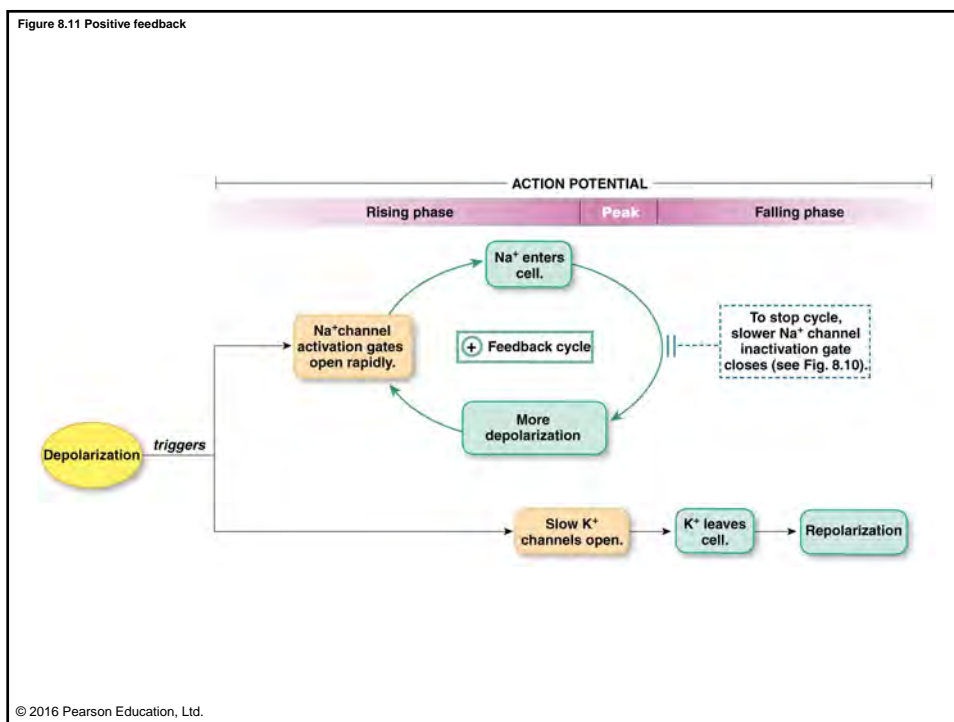 Figure 8.11 Positive feedback
ACTION POTENTIAL
Rising phase
Peak
Falling phase
Na⁺ enters
cell.
Na⁺channel
activation gates
open rapidly.
+ Feedback cycle
To stop cycle,
slower Na⁺ channel
inactivation gate
closes (see Fig. 8.10).
More
depolarization
Depolarization
triggers
Slow K⁺
channels open.
K⁺ leaves
cell.
Repolarization
© 2016 Pearson Education, Ltd.